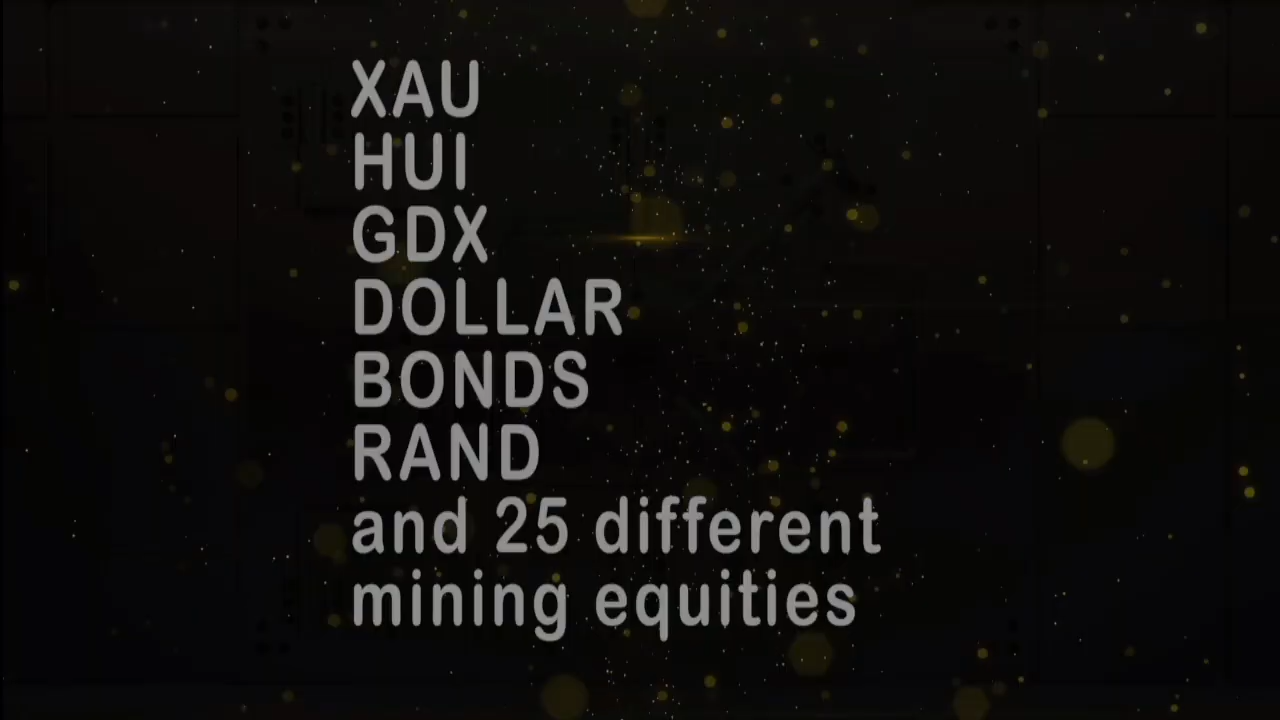 XAU
HUI
GDX
DOLLAR
BONDS
RAND
and 25 different
mining equities